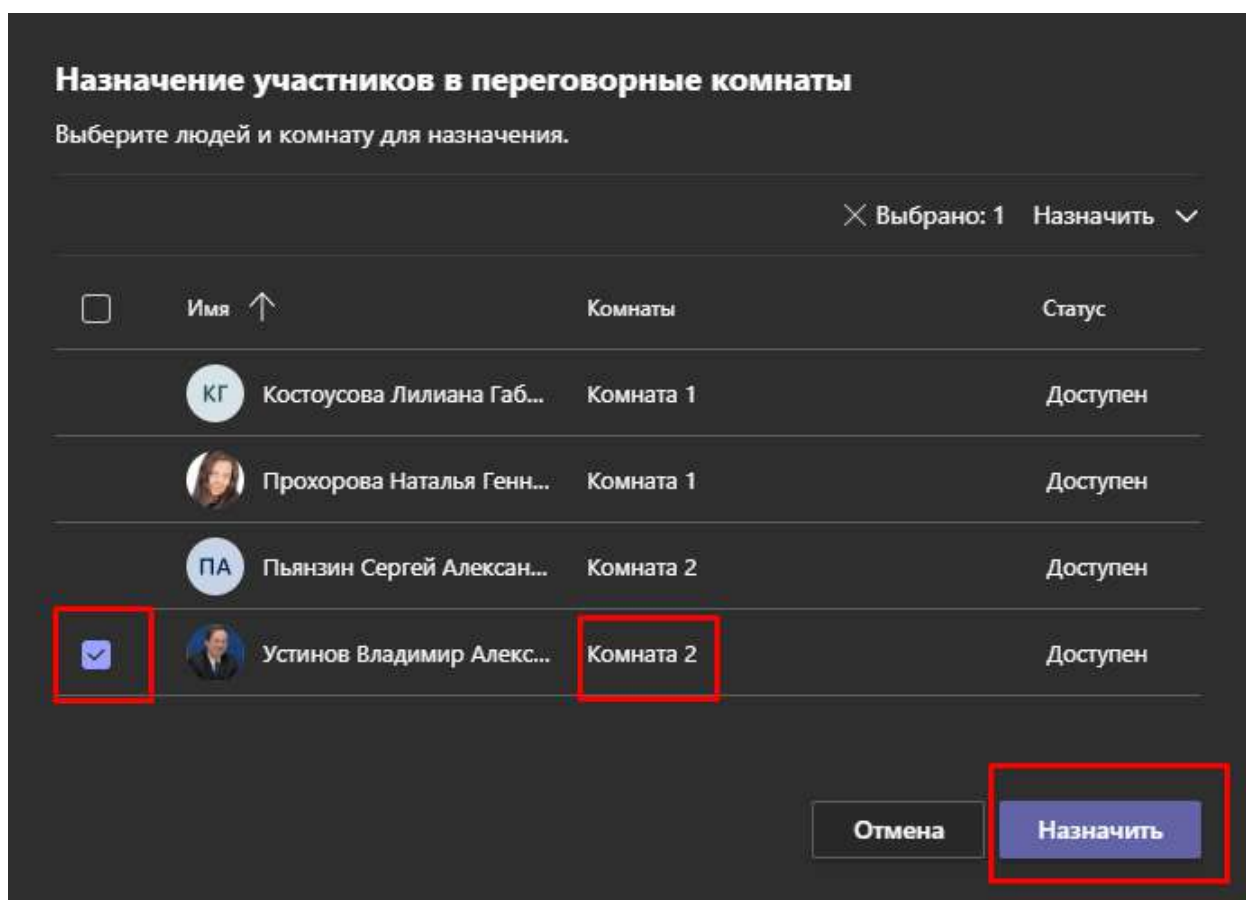 Назначение участников в переговорные комнаты
Выберите людей и комнату для назначения.
Выбрано: 1 Назначить
Имя Комнаты Статус
КГ Костоусова Лилиана Габ... Комната 1 Доступен
Прохорова Наталья Генн... Комната 1 Доступен
ПА Пьянзин Сергей Алексан... Комната 2 Доступен
Устинов Владимир Алекс... Комната 2 Доступен
Отмена Назначить